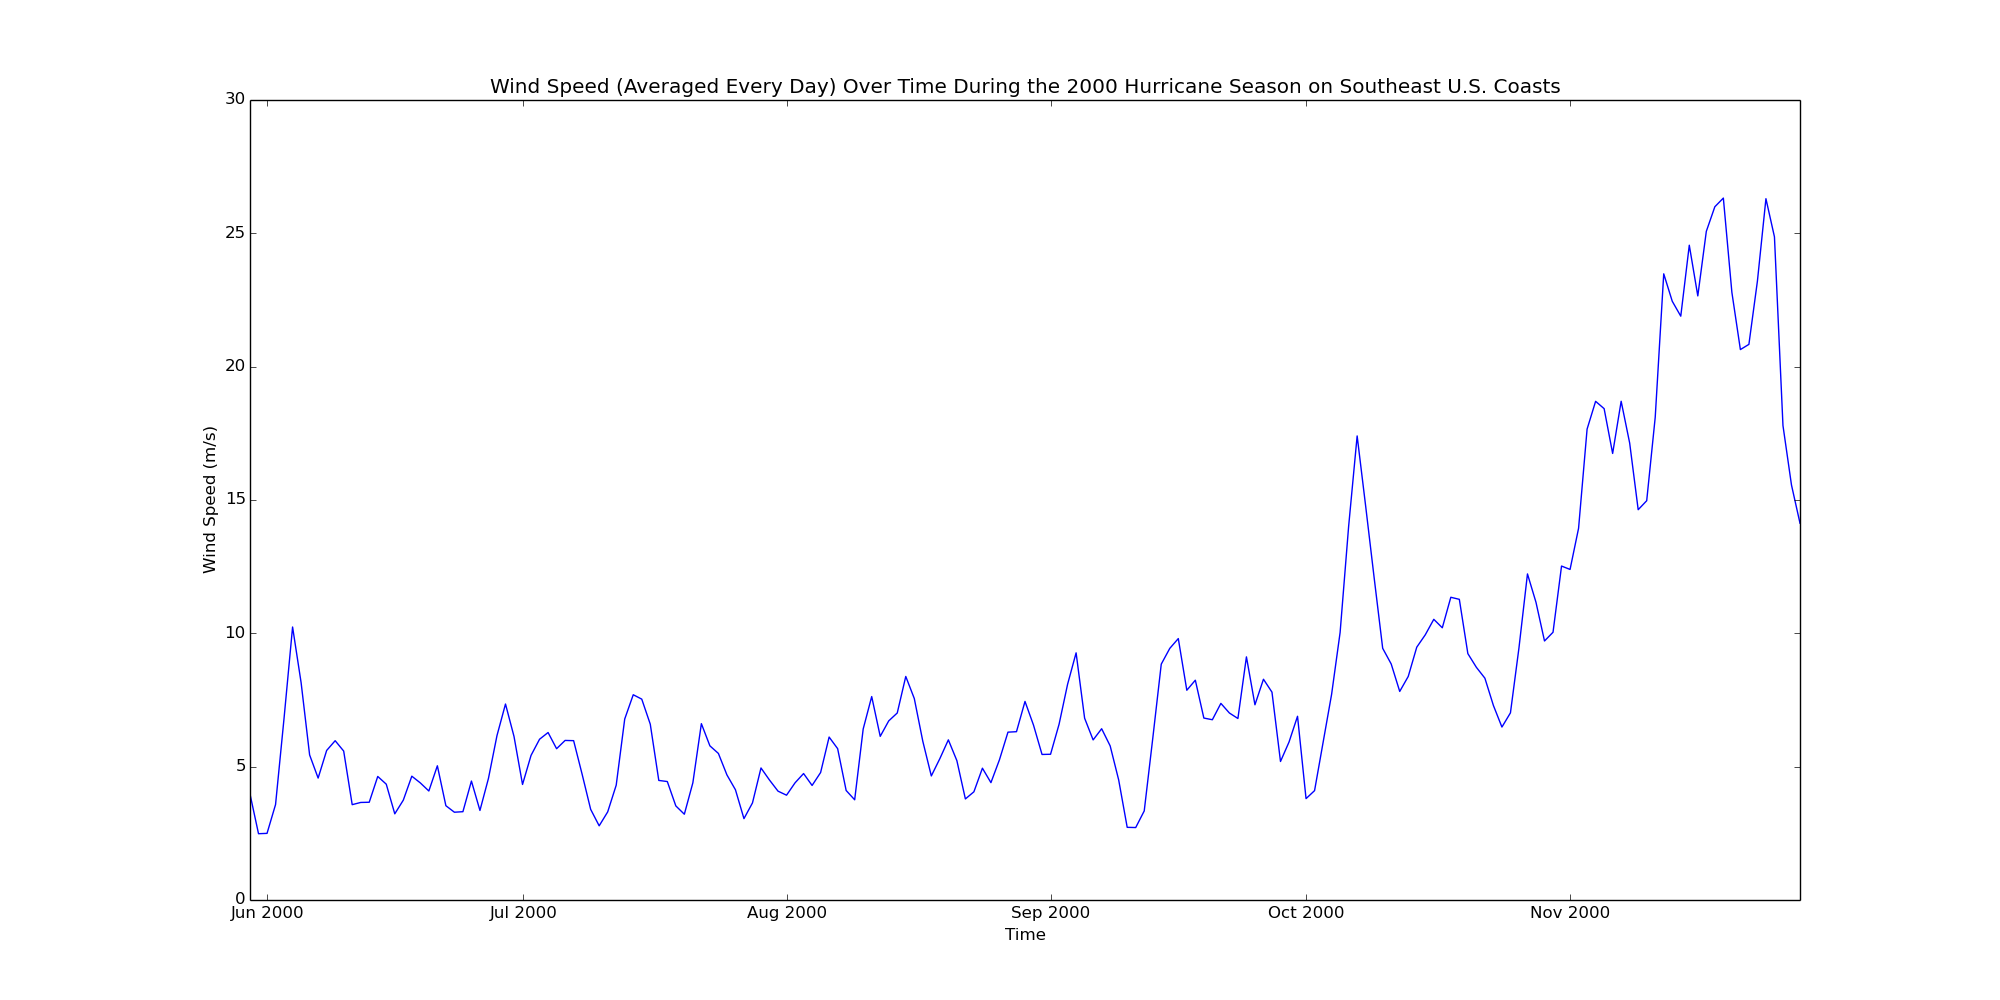 Wind Speed (Averaged Every Day) Over Time During the 2000 Hurricane Season on Southeast U.S. Coasts
30
25
20
15
10
5
0
Wind Speed (m/s)
Jun 2000 Jul 2000 Aug 2000 Sep 2000 Oct 2000 Nov 2000
Time